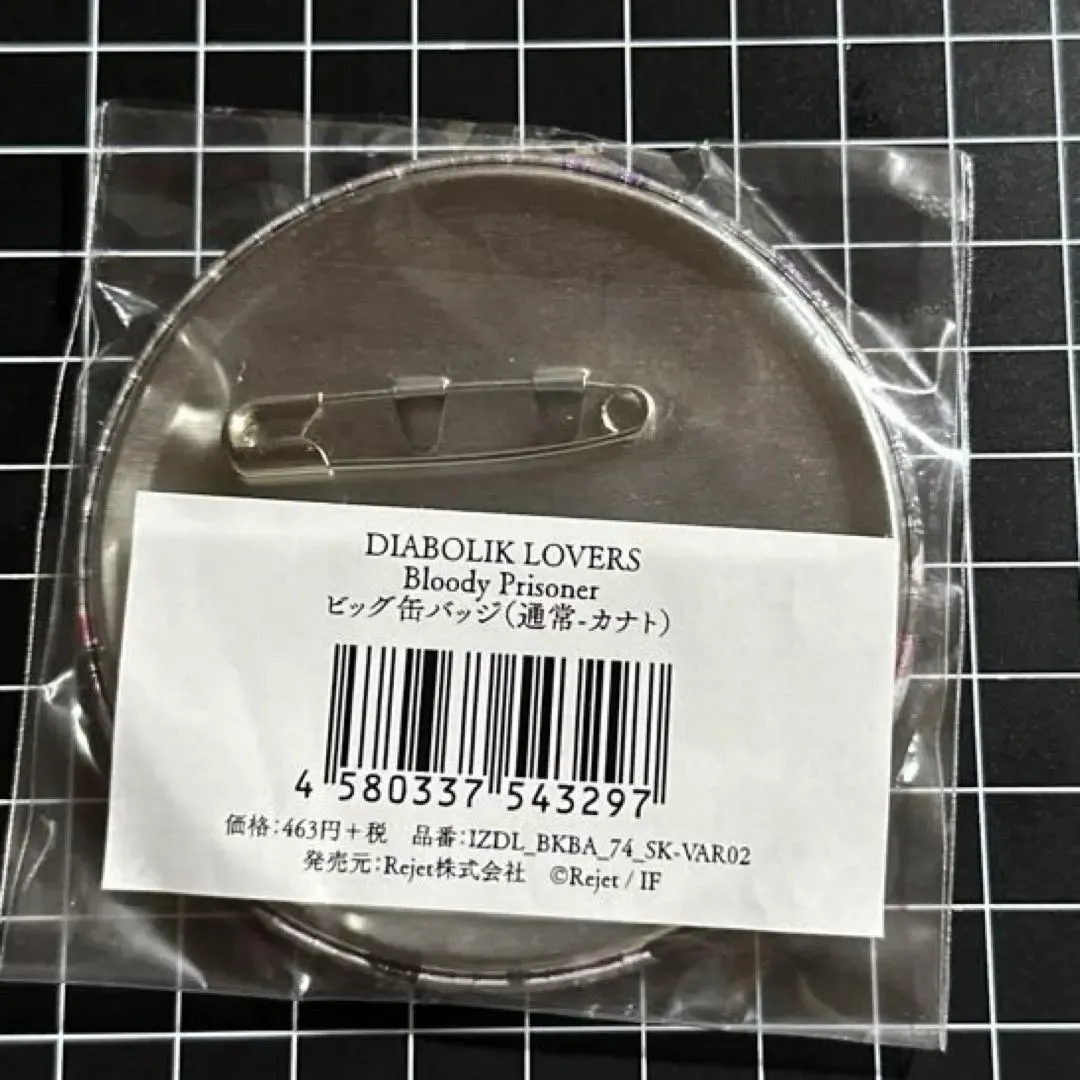 DIABOLIK LOVERS
Bloody Prisoner
ビッグ缶バッジ(通常-カナト)
4 580337 543297
価格:463円+税 品番:IZDL_BKBA_74_SK-VAR02
発売元:Rejet株式会社 ©Rejet / IF